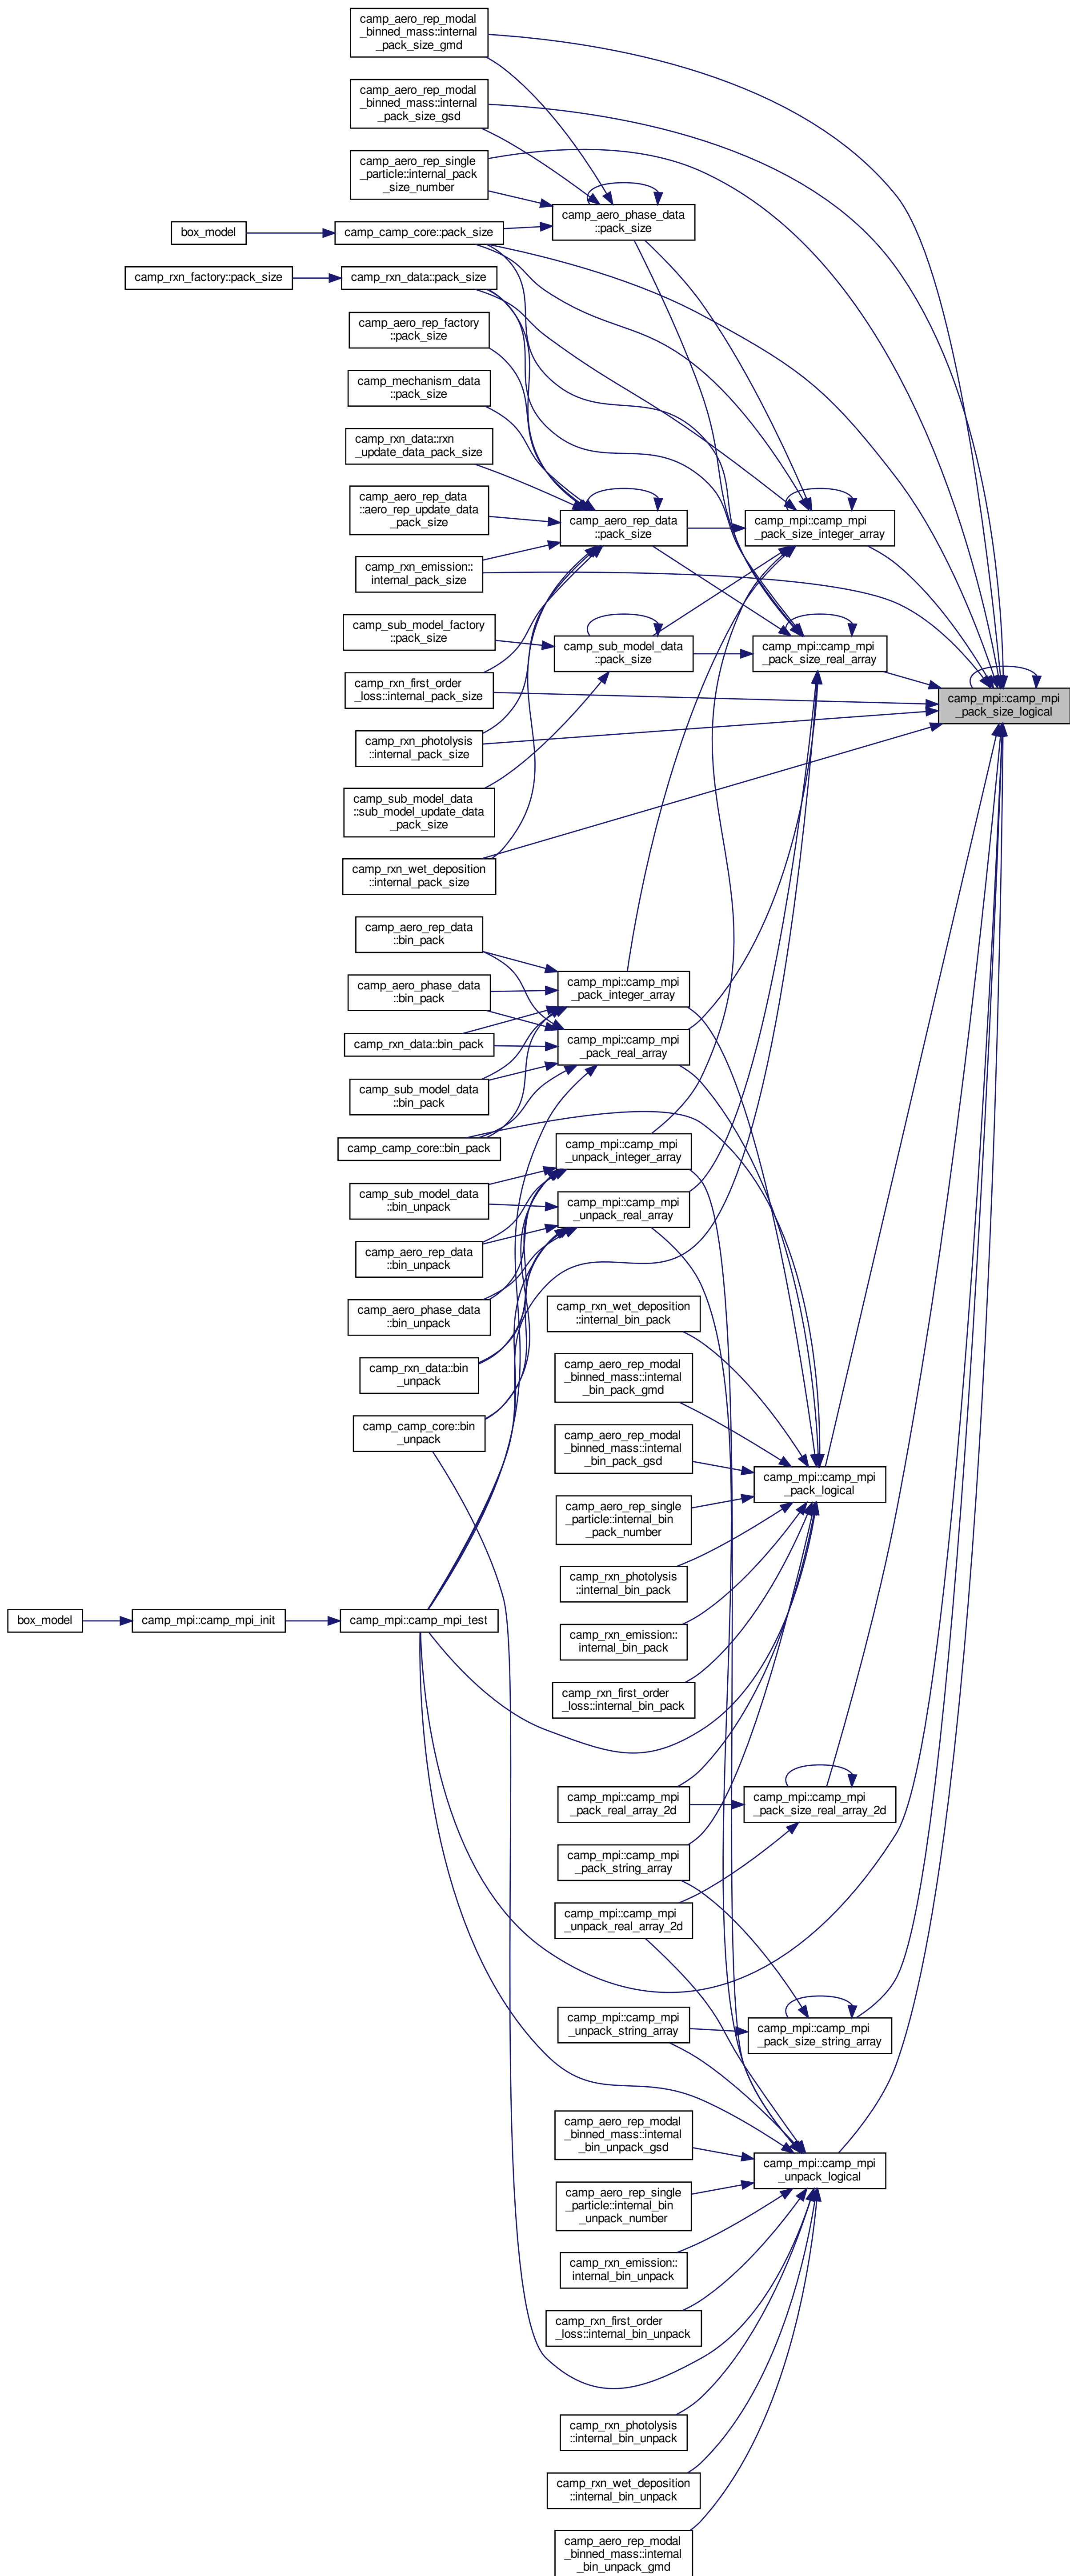 camp_aero_rep_modal
_binned_mass::internal
_pack_size_gmd
camp_aero_rep_modal
_binned_mass::internal
_pack_size_gsd
camp_aero_rep_single
_particle::internal_pack
_size_number
camp_aero_phase_data
::pack_size
box_model
camp_camp_core::pack_size
camp_rxn_factory::pack_size
camp_rxn_data::pack_size
camp_aero_rep_factory
::pack_size
camp_mechanism_data
::pack_size
camp_rxn_data::rxn
_update_data_pack_size
camp_aero_rep_data
::aero_rep_update_data
_pack_size
camp_aero_rep_data
::pack_size
camp_mpi::camp_mpi
_pack_size_integer_array
camp_rxn_emission::
internal_pack_size
camp_sub_model_factory
::pack_size
camp_sub_model_data
::pack_size
camp_mpi::camp_mpi
_pack_size_real_array
camp_rxn_first_order
_loss::internal_pack_size
camp_mpi::camp_mpi
_pack_size_logical
camp_rxn_photolysis
::internal_pack_size
camp_sub_model_data
::sub_model_update_data
_pack_size
camp_rxn_wet_deposition
::internal_pack_size
camp_aero_rep_data
::bin_pack
camp_aero_phase_data
::bin_pack
camp_mpi::camp_mpi
_pack_integer_array
camp_rxn_data::bin_pack
camp_mpi::camp_mpi
_pack_real_array
camp_sub_model_data
::bin_pack
camp_camp_core::bin_pack
camp_mpi::camp_mpi
_unpack_integer_array
camp_sub_model_data
::bin_unpack
camp_mpi::camp_mpi
_unpack_real_array
camp_aero_rep_data
::bin_unpack
camp_aero_phase_data
::bin_unpack
camp_rxn_wet_deposition
::internal_bin_pack
camp_rxn_data::bin
_unpack
camp_aero_rep_modal
_binned_mass::internal
_bin_pack_gmd
camp_camp_core::bin
_unpack
camp_aero_rep_modal
_binned_mass::internal
_bin_pack_gsd
camp_mpi::camp_mpi
_pack_logical
camp_aero_rep_single
_particle::internal_bin
_pack_number
camp_rxn_photolysis
::internal_bin_pack
box_model
camp_mpi::camp_mpi_init
camp_mpi::camp_mpi_test
camp_rxn_emission::
internal_bin_pack
camp_rxn_first_order
_loss::internal_bin_pack
camp_mpi::camp_mpi
_pack_real_array_2d
camp_mpi::camp_mpi
_pack_size_real_array_2d
camp_mpi::camp_mpi
_pack_string_array
camp_mpi::camp_mpi
_unpack_real_array_2d
camp_mpi::camp_mpi
_unpack_string_array
camp_mpi::camp_mpi
_pack_size_string_array
camp_aero_rep_modal
_binned_mass::internal
_bin_unpack_gsd
camp_mpi::camp_mpi
_unpack_logical
camp_aero_rep_single
_particle::internal_bin
_unpack_number
camp_rxn_emission::
internal_bin_unpack
camp_rxn_first_order
_loss::internal_bin_unpack
camp_rxn_photolysis
::internal_bin_unpack
camp_rxn_wet_deposition
::internal_bin_unpack
camp_aero_rep_modal
_binned_mass::internal
_bin_unpack_gmd